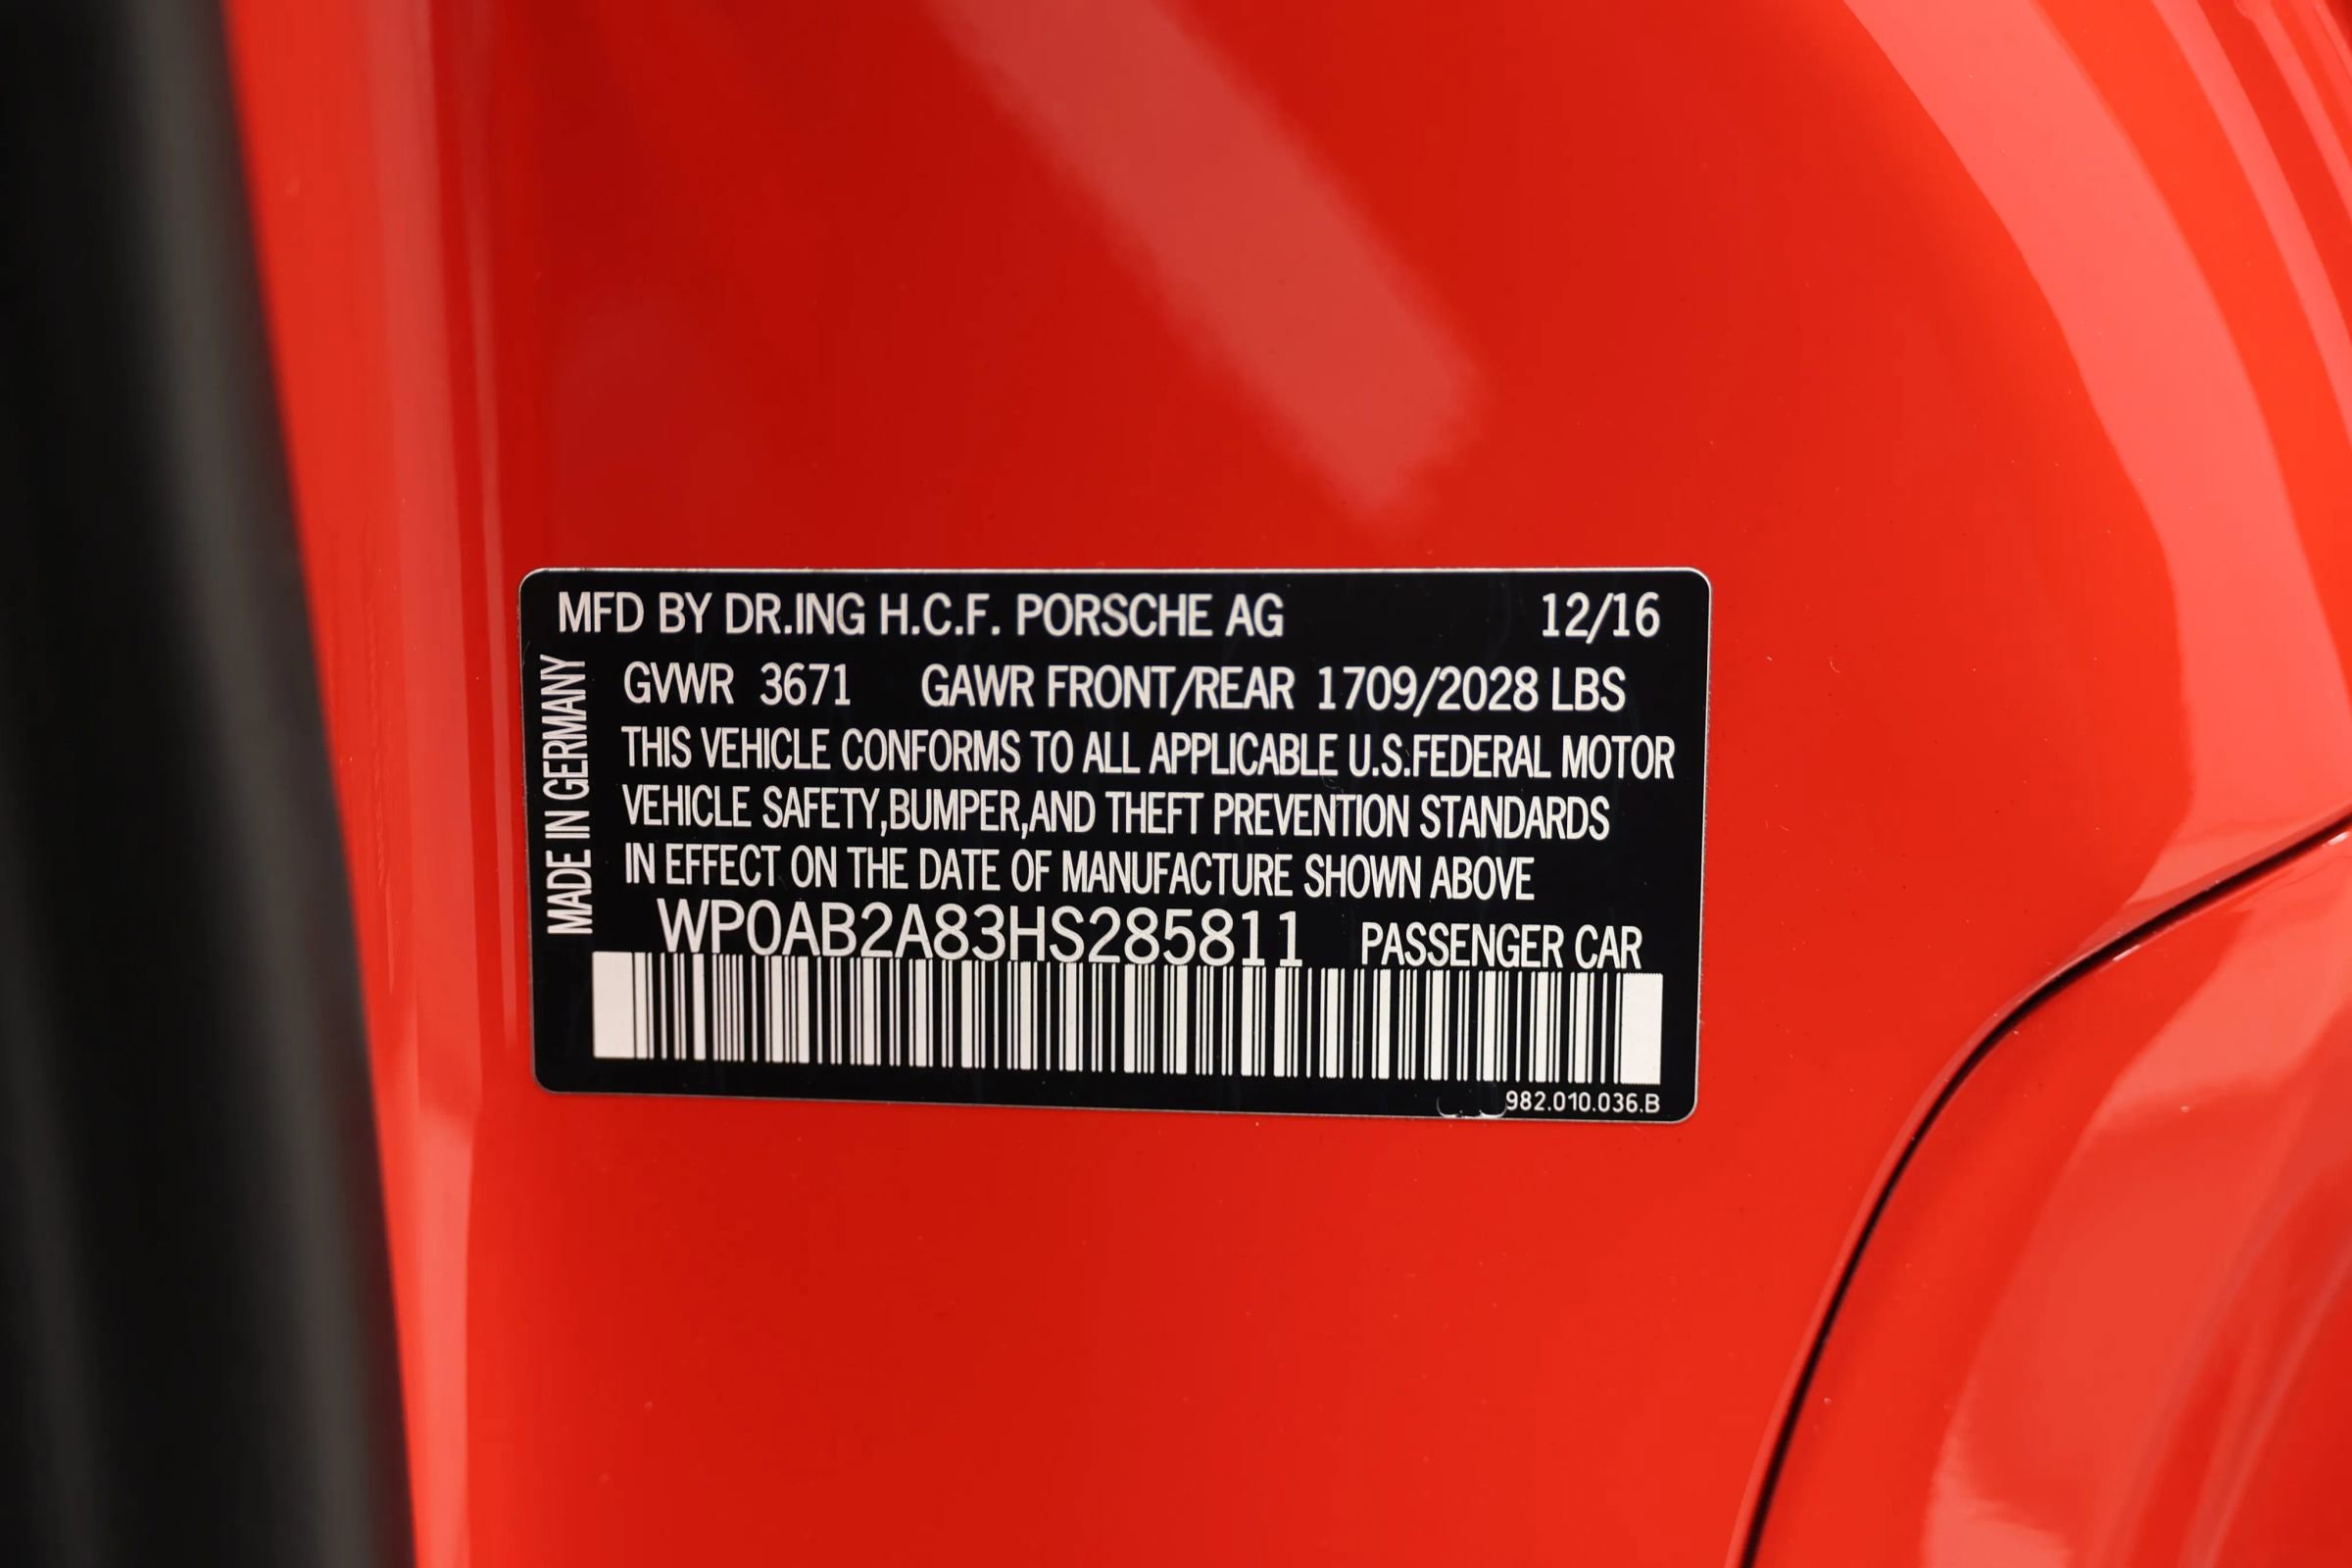 MFD BY DR.ING H.C.F. PORSCHE AG 12/16
MADE IN GERMANY
GVWR 3671 GAWR FRONT/REAR 1709/2028 LBS
THIS VEHICLE CONFORMS TO ALL APPLICABLE U.S.FEDERAL MOTOR
VEHICLE SAFETY,BUMPER,AND THEFT PREVENTION STANDARDS
IN EFFECT ON THE DATE OF MANUFACTURE SHOWN ABOVE
WP0AB2A83HS285811 PASSENGER CAR
982.010.036.B